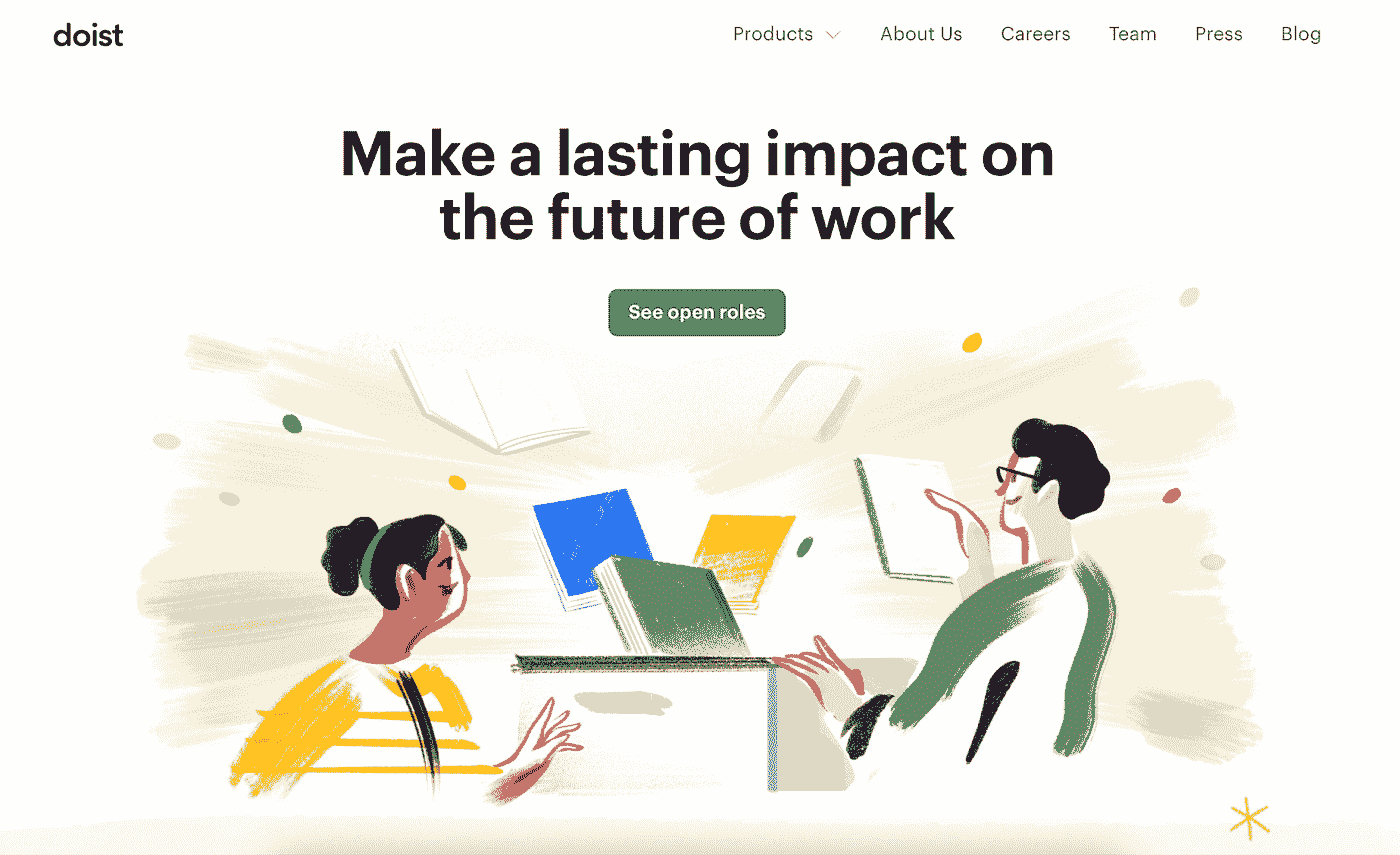 doist
Products About Us Careers Team Press Blog
Make a lasting impact on
the future of work
See open roles